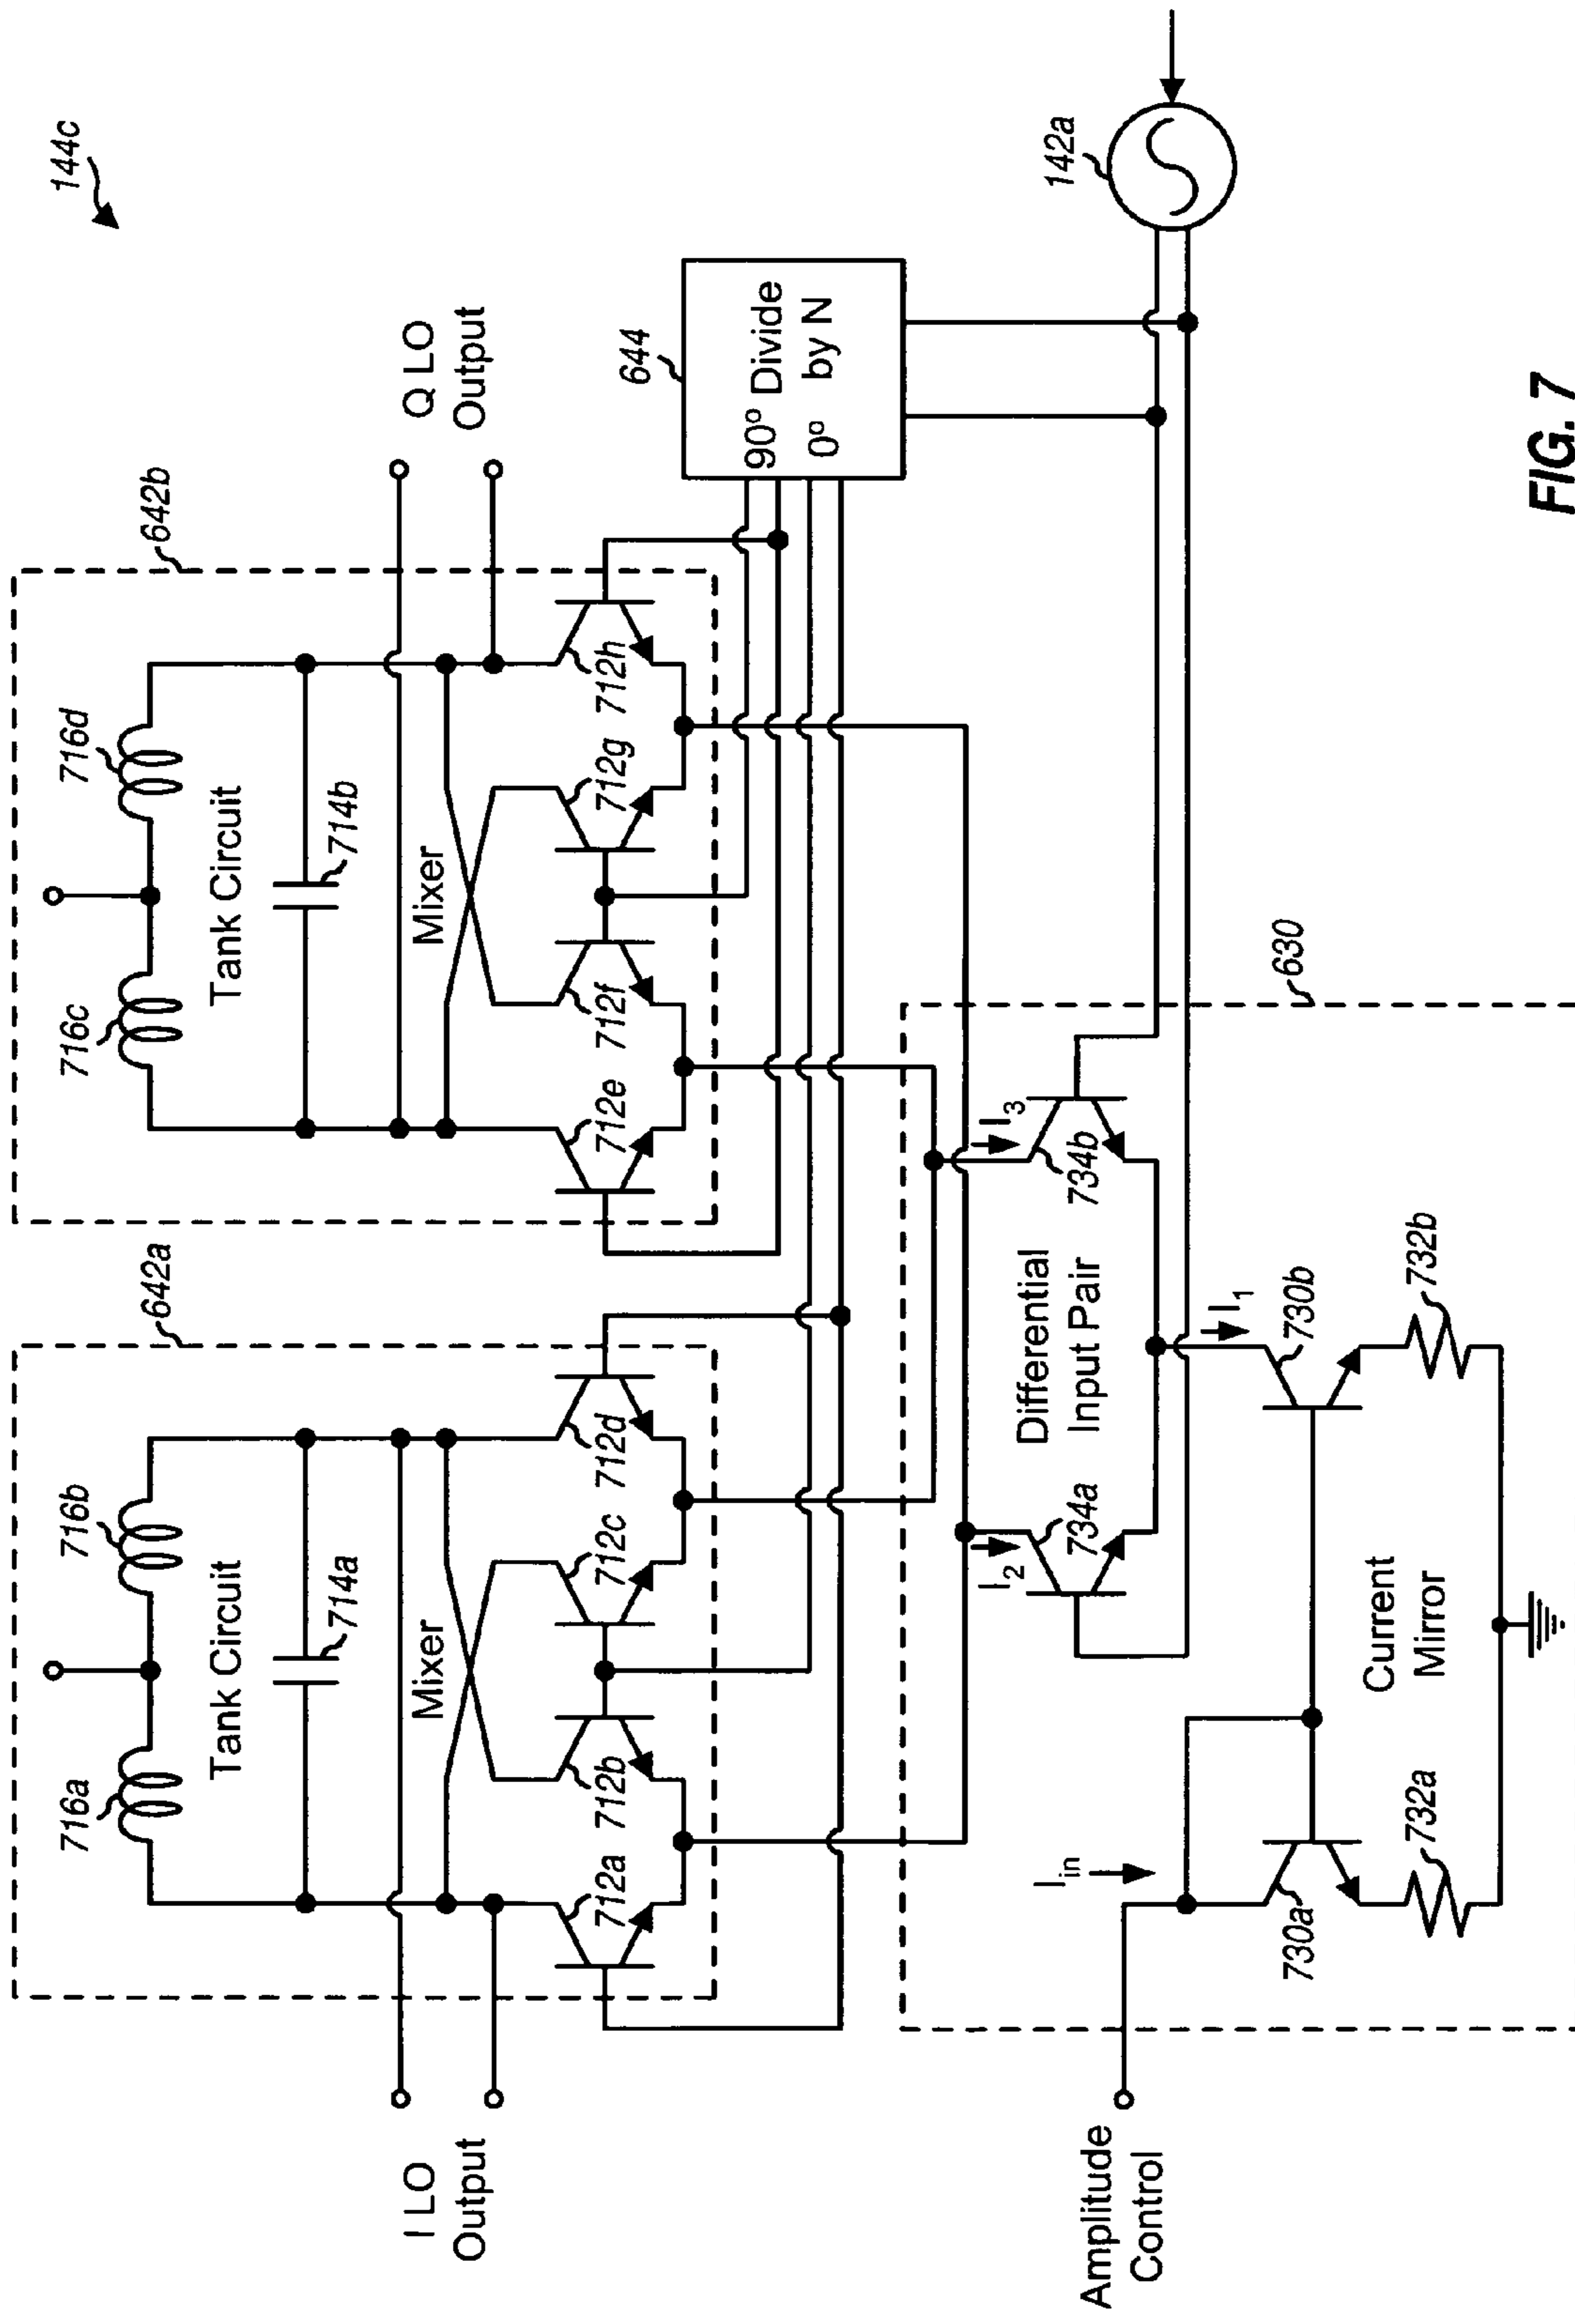 144c
642a
642b
716a
716b
716c
716d
Tank Circuit
Tank Circuit
714a
714b
I LO
Output
Q LO
Output
Mixer
Mixer
712a
712b
712c
712d
712e
712f
712g
712h
644
90° Divide
0° by N
142a
630
I2
I3
734a
734b
Differential
Input Pair
Amplitude
Control
Iin
I1
730a
730b
Current
Mirror
732a
732b
FIG. 7